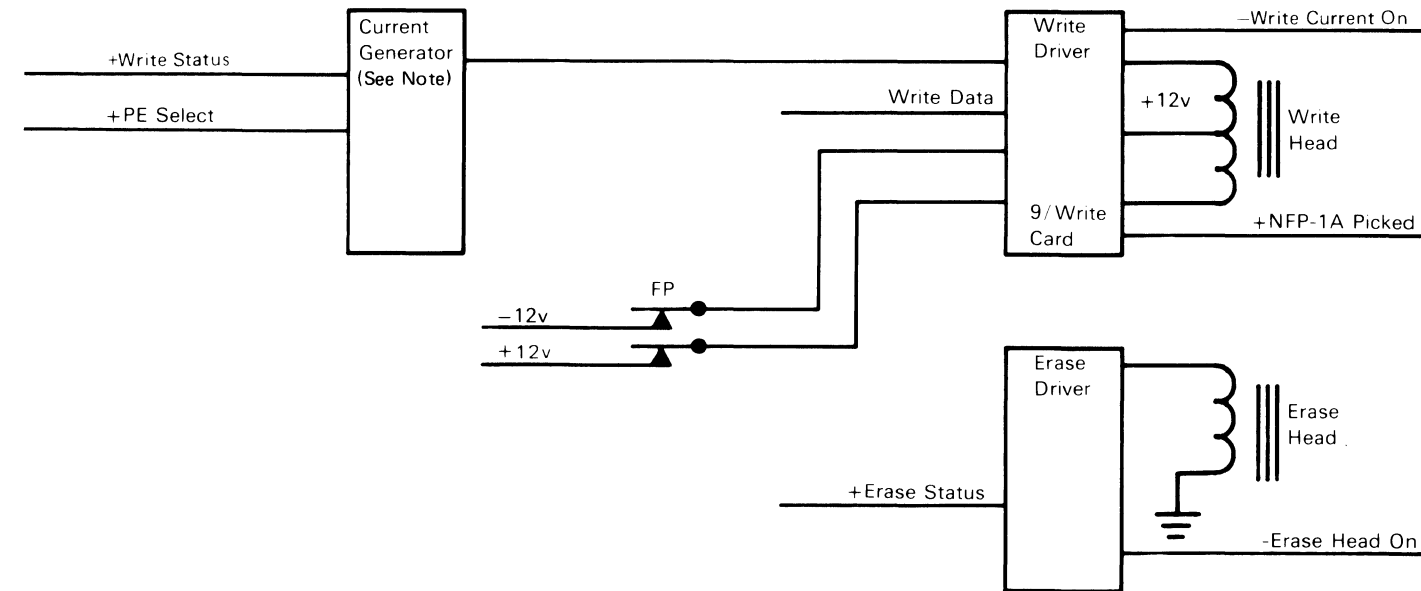 +Write Status
+PE Select
Current
Generator
(See Note)
Write Data
Write
Driver
9/Write
Card
−Write Current On
+12v
Write
Head
+NFP-1A Picked
FP
−12v
+12v
+Erase Status
Erase
Driver
Erase
Head
-Erase Head On